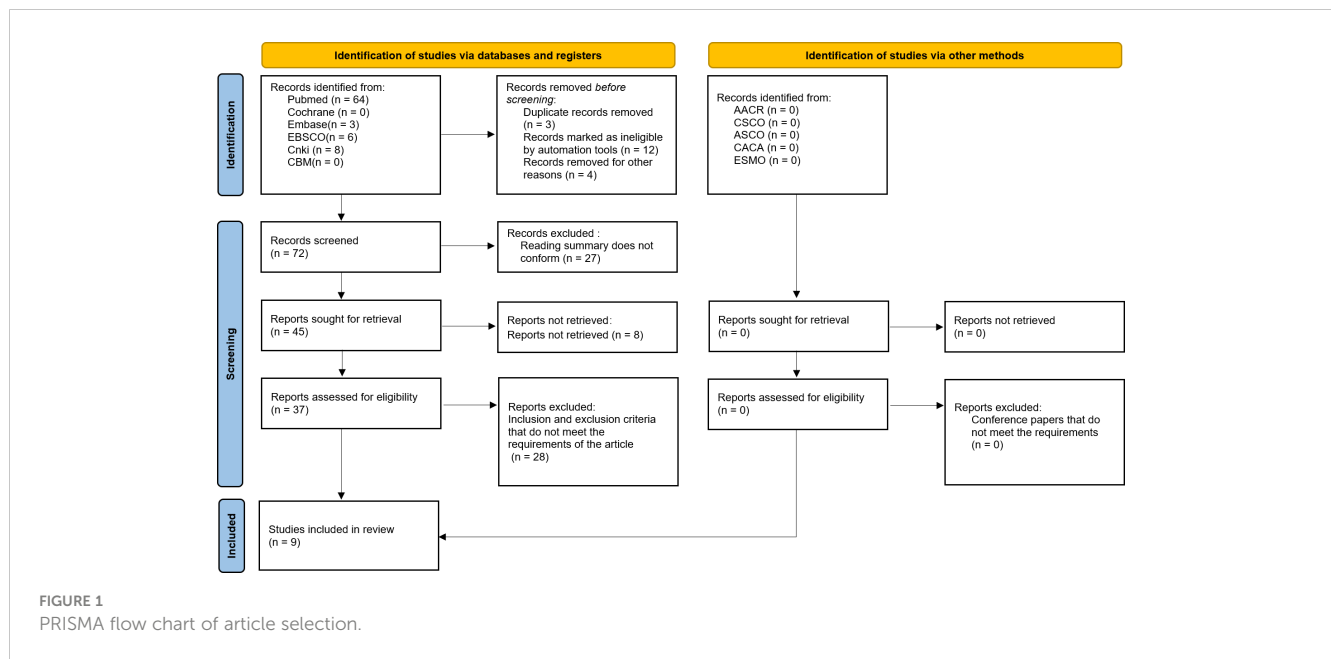 Identification of studies via databases and registers
Identification of studies via other methods
Identification
Records identified from:
Pubmed (n = 64)
Cochrane (n = 0)
Embase(n = 3)
EBSCO(n = 6)
Cnki (n = 8)
CBM(n = 0)
Records removed before
screening:
Duplicate records removed
(n = 3)
Records marked as ineligible
by automation tools (n = 12)
Records removed for other
reasons (n = 4)
Records identified from:
AACR (n = 0)
CSCO (n = 0)
ASCO (n = 0)
CACA (n = 0)
ESMO (n = 0)
Screening
Records screened
(n = 72)
Records excluded :
Reading summary does not
conform (n = 27)
Reports sought for retrieval
(n = 45)
Reports not retrieved:
Reports not retrieved (n = 8)
Reports sought for retrieval
(n = 0)
Reports not retrieved
(n = 0)
Reports assessed for eligibility
(n = 37)
Reports excluded:
Inclusion and exclusion criteria
that do not meet the
requirements of the article
(n = 28)
Reports assessed for eligibility
(n = 0)
Reports excluded:
Conference papers that do
not meet the requirements
(n = 0)
Included
Studies included in review
(n = 9)
FIGURE 1
PRISMA flow chart of article selection.